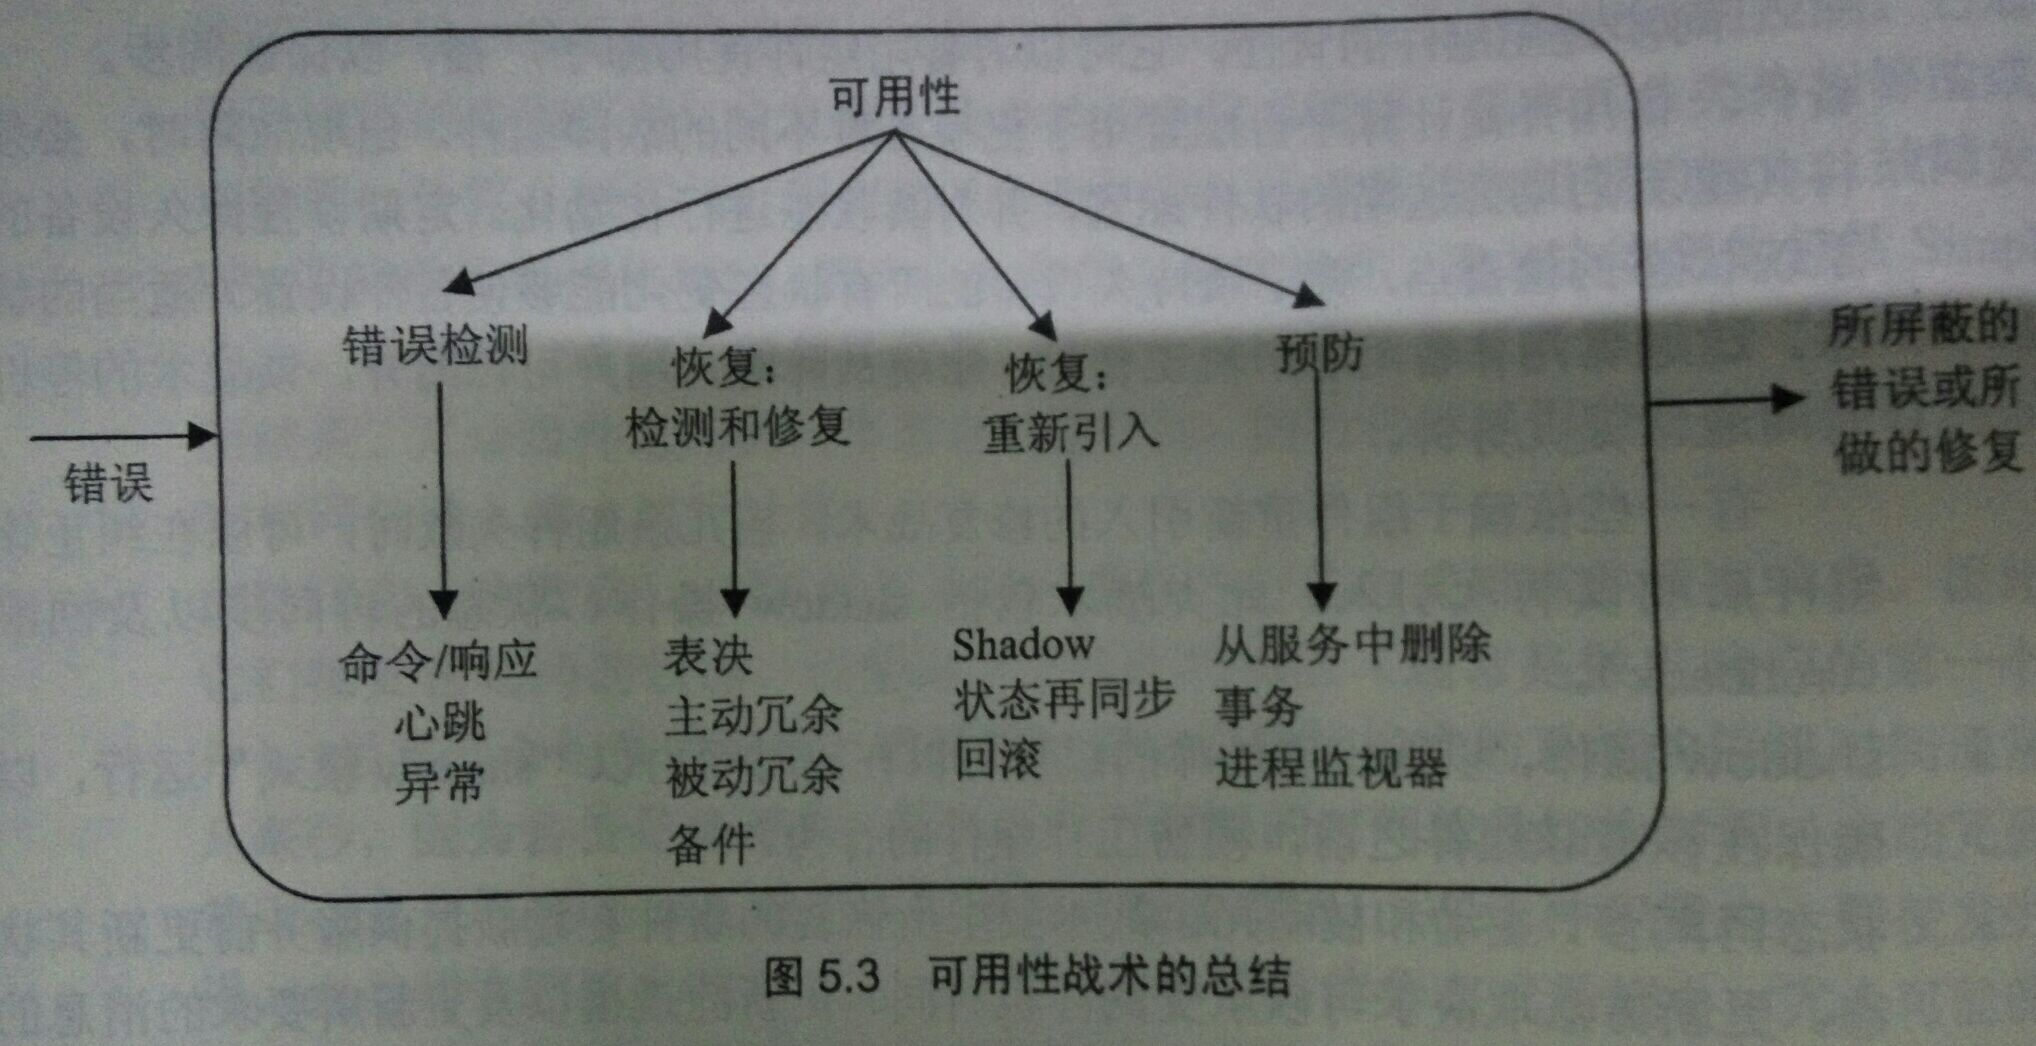 可用性
错误检测
恢复：
检测和修复
恢复：
重新引入
预防
错误
所屏蔽的
错误或所
做的修复
命令/响应
心跳
异常
表决
主动冗余
被动冗余
备件
Shadow
状态再同步
回滚
从服务中删除
事务
进程监视器
图 5.3 可用性战术的总结